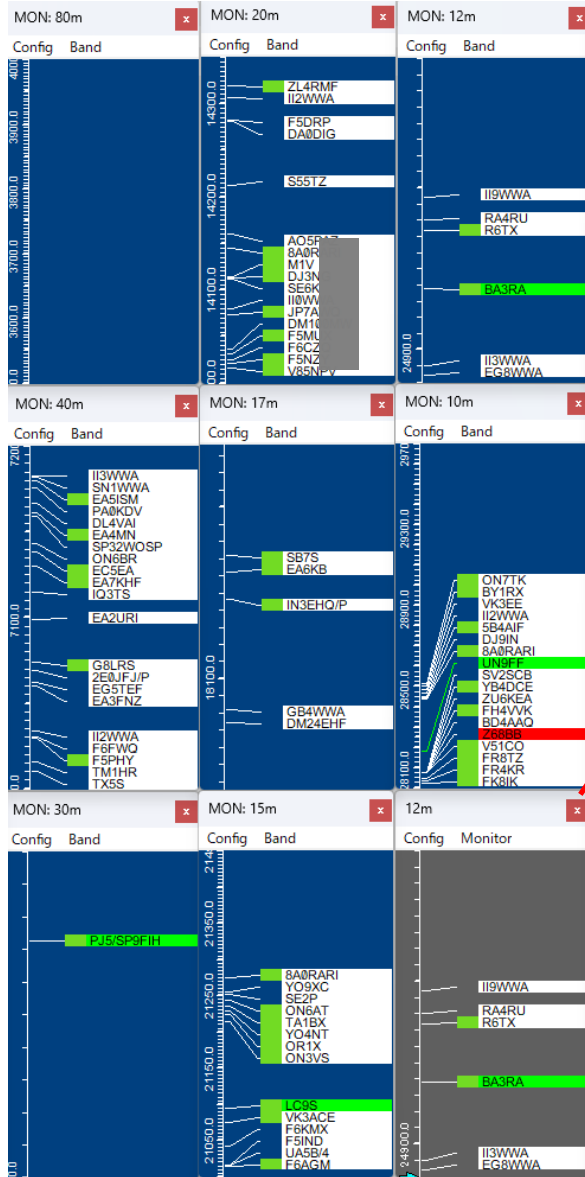 MON: 80m x
Config Band
400
3900.0
3800.0
3700.0
3600.0
MON: 20m x
Config Band
14300.0
14200.0
14100.0
00.0
ZL4RMF
II2WWA
F5DRP
DA0DIG
S55TZ
M1V
F5MU
F6CZ
F5NZ
V85NPV
MON: 12m x
Config Band
24900.0
II9WWA
RA4RU
R6TX
BA3RA
II3WWA
EG8WWA
MON: 40m x
Config Band
7200
7100.0
II3WWA
SN1WWA
EA5ISM
PA0KDV
DL4VAI
EA4MN
SP32WOSP
ON6BR
EC5EA
EA7KHF
IQ3TS
EA2URI
G8LRS
2E0JFJ/P
EG5TEF
EA3FNZ
II2WWA
F6FWQ
F5PHY
TM1HR
TX5S
MON: 17m x
Config Band
18100.0
SB7S
EA6KB
IN3EHQ/P
GB4WWA
DM24EHF
MON: 10m x
Config Band
2970
29300.0
28900.0
28500.0
28100.0
ON7TK
BY1RX
VK3EE
II2WWA
5B4AIF
DJ9IN
8A0RARI
UN9FF
SV2SCB
YB4DCE
ZU6KEA
FH4VVK
BD4AAQ
Z68BB
V51CO
FR8TZ
FR4KR
FK8IK
MON: 30m x
Config Band
0.0
PJ5/SP9FIH
MON: 15m x
Config Band
2145
21350.0
21250.0
21150.0
21050.0
8A0RARI
YO9XC
SE2P
ON6AT
TA1BX
YO4NT
OR1X
ON3VS
LC9S
VK3ACE
F6KMX
F5IND
UA5B/4
F6AGM
12m x
Config Monitor
24900.0
II9WWA
RA4RU
R6TX
BA3RA
II3WWA
EG8WWA